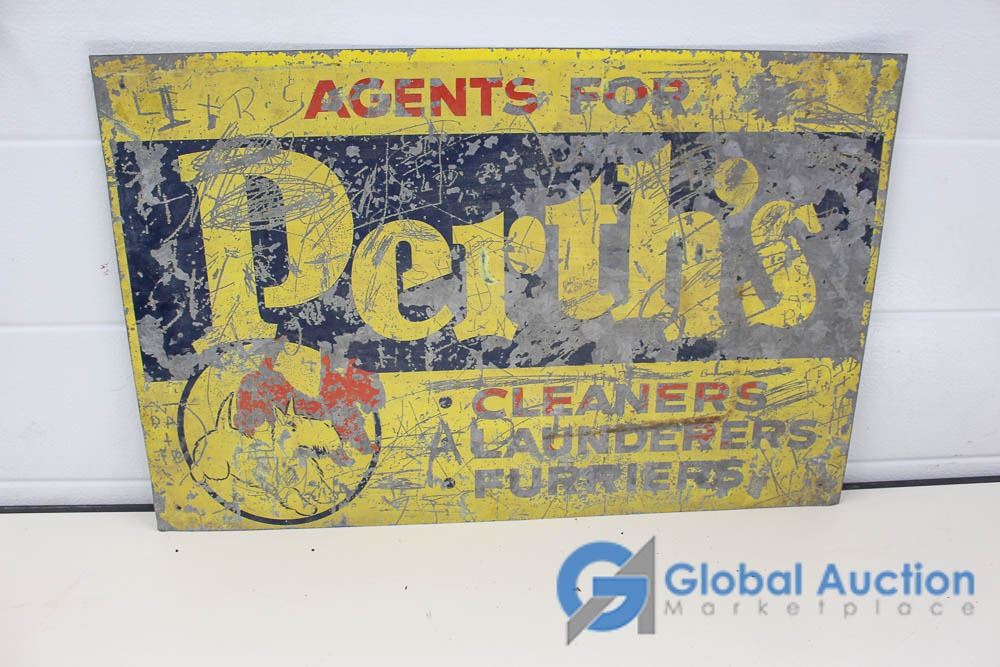 AGENTS FOR
Perth's
CLEANERS
LAUNDERERS
FURRIERS
Global Auction
Marketplace